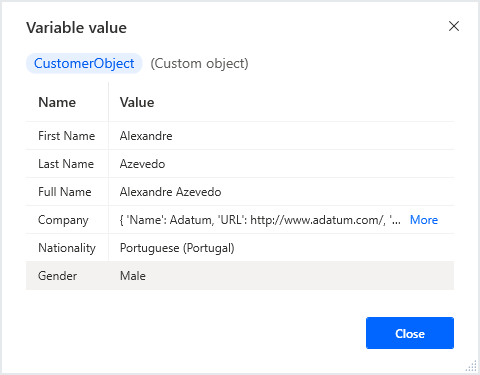 Variable value
CustomerObject (Custom object)
Name Value
First Name Alexandre
Last Name Azevedo
Full Name Alexandre Azevedo
Company { 'Name': Adatum, 'URL': http://www.adatum.com/, '... More
Nationality Portuguese (Portugal)
Gender Male
Close